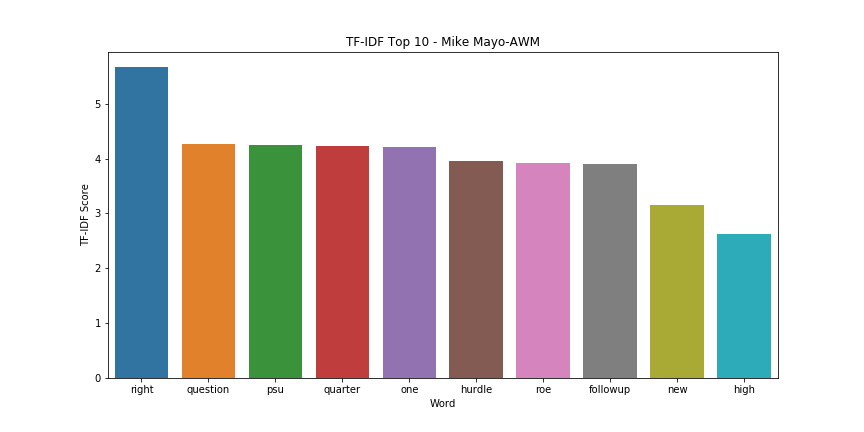 TF-IDF Top 10 - Mike Mayo-AWM
TF-IDF Score
5
4
3
2
1
0
right question psu quarter one hurdle roe followup new high
Word